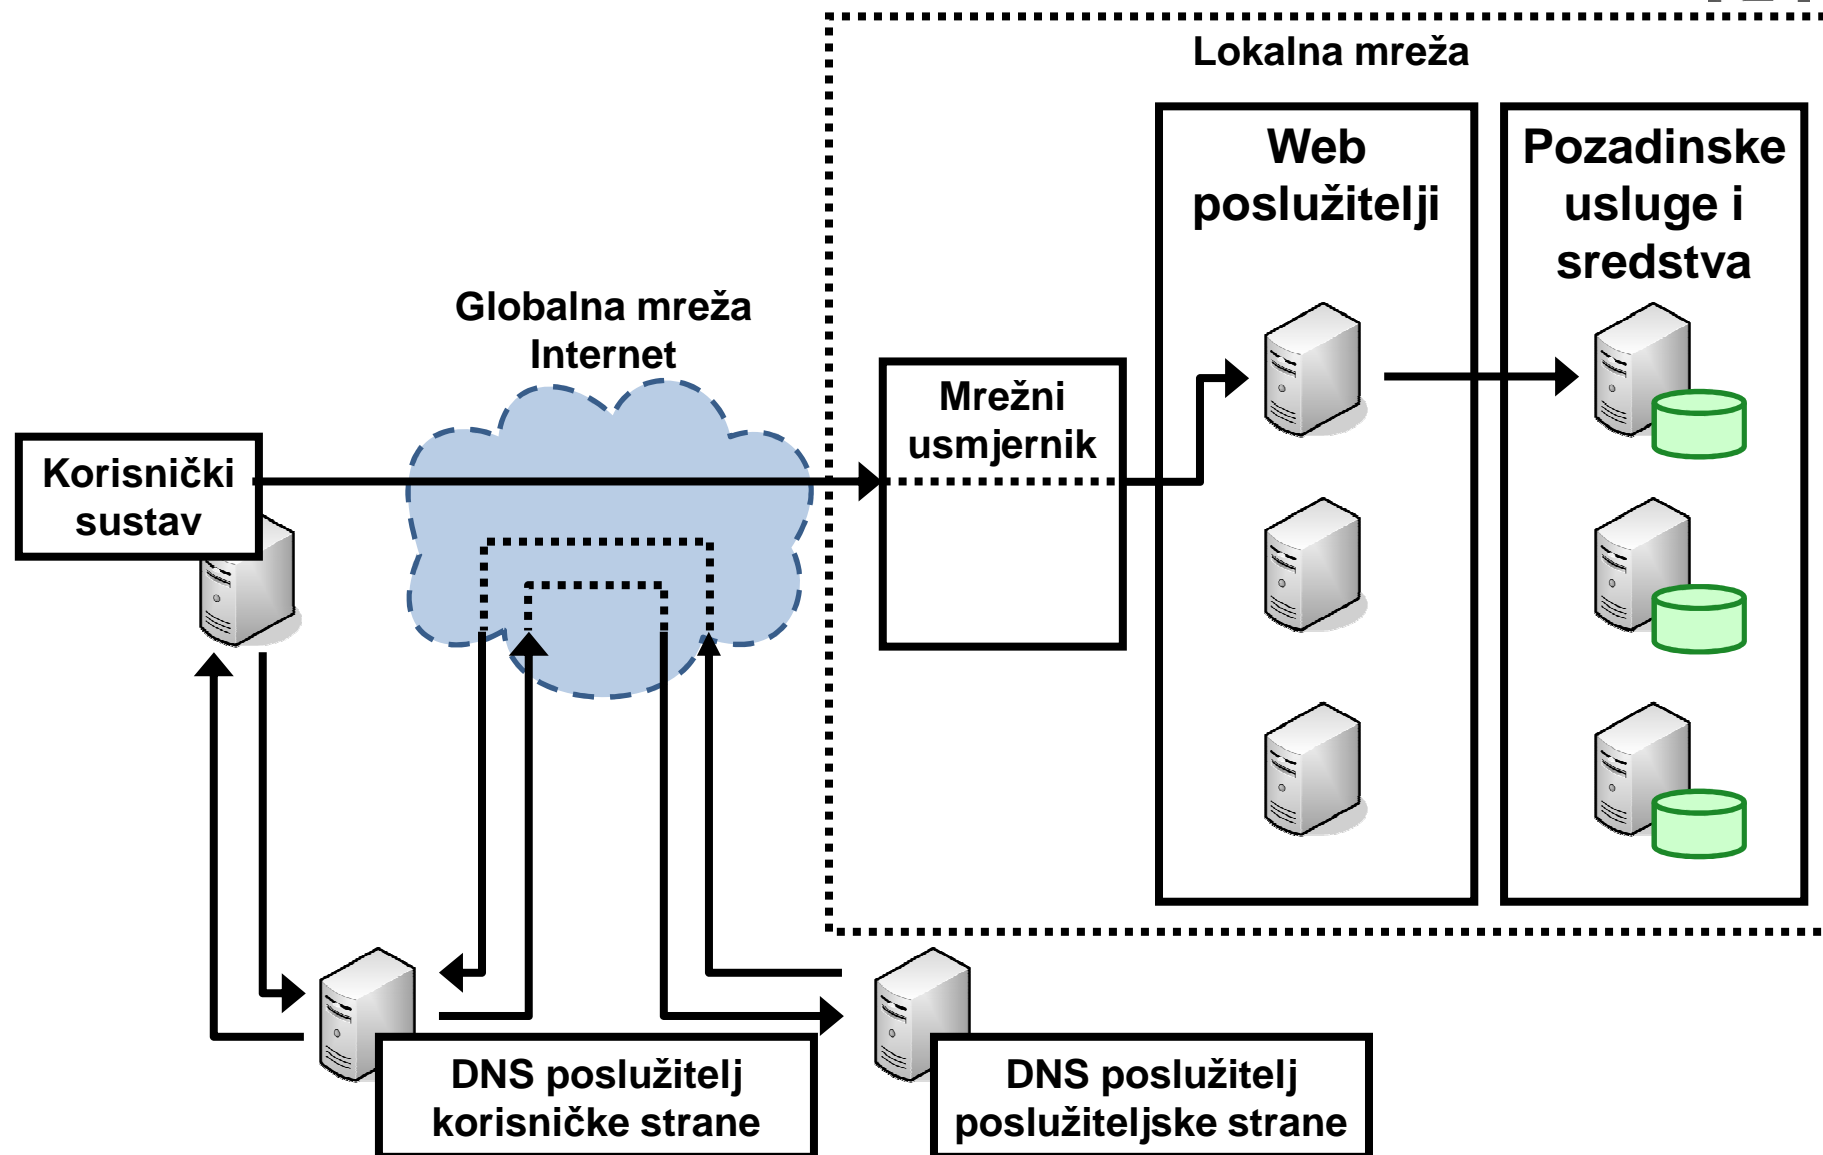 Lokalna mreža
Web
poslužitelji
Pozadinske
usluge i
sredstva
Globalna mreža
Internet
Mrežni
usmjernik
Korisnički
sustav
DNS poslužitelj
korisničke strane
DNS poslužitelj
poslužiteljske strane